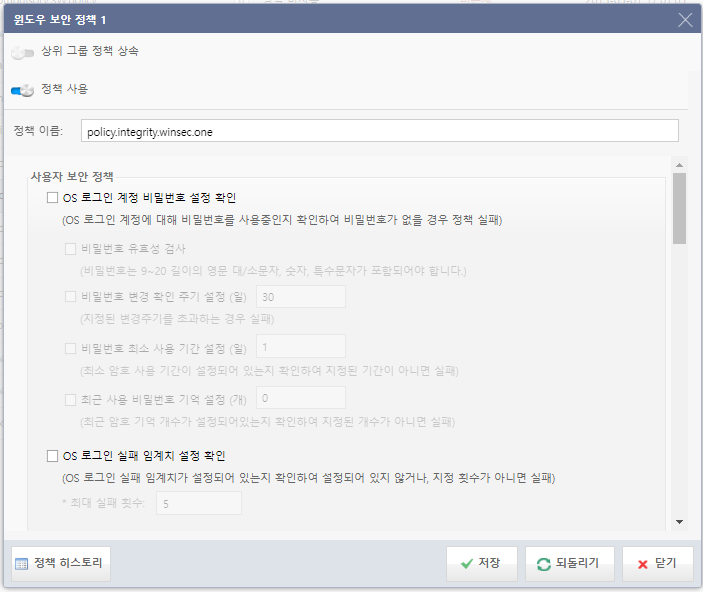 윈도우 보안 정책 1
상위 그룹 정책 상속
정책 사용
정책 이름: policy.integrity.winsec.one
사용자 보안 정책
OS 로그인 계정 비밀번호 설정 확인
(OS 로그인 계정에 대해 비밀번호를 사용중인지 확인하여 비밀번호가 없을 경우 정책 실패)
비밀번호 유효성 검사
(비밀번호는 9~20 길이의 영문 대/소문자, 숫자, 특수문자가 포함되어야 합니다.)
비밀번호 변경 확인 주기 설정 (일) 30
(지정된 변경주기를 초과하는 경우 실패)
비밀번호 최소 사용 기간 설정 (일) 1
(최소 암호 사용 기간이 설정되어 있는지 확인하여 지정된 기간이 아니면 실패)
최근 사용 비밀번호 기억 설정 (개) 0
(최근 암호 기억 개수가 설정되어있는지 확인하여 지정된 개수가 아니면 실패)
OS 로그인 실패 임계치 설정 확인
(OS 로그인 실패 임계치가 설정되어 있는지 확인하여 설정되어 있지 않거나, 지정 횟수가 아니면 실패)
* 최대 실패 횟수: 5
정책 히스토리 저장 되돌리기 닫기